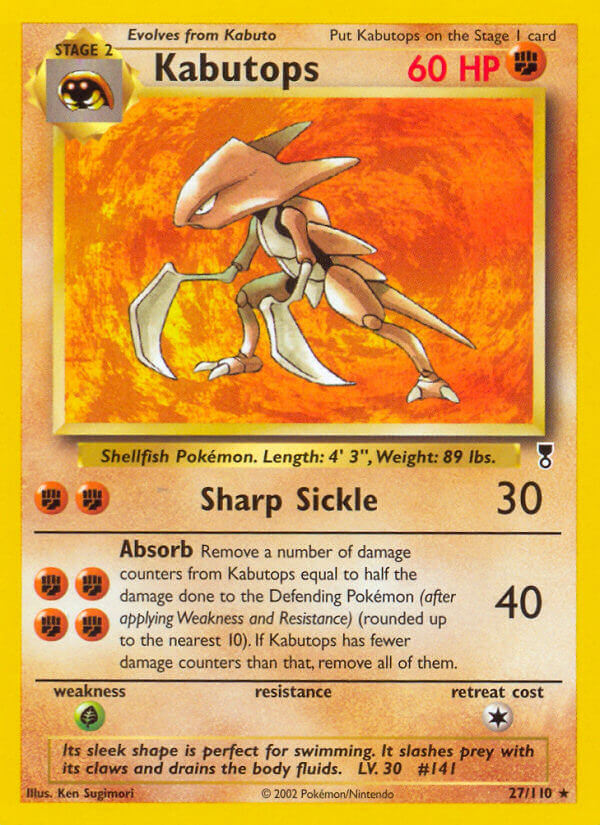 Evolves from Kabuto
Put Kabutops on the Stage 1 card
STAGE 2
Kabutops
60 HP
Shellfish Pokémon. Length: 4' 3", Weight: 89 lbs.
Sharp Sickle
30
Absorb Remove a number of damage
counters from Kabutops equal to half the
damage done to the Defending Pokémon (after
applying Weakness and Resistance) (rounded up
to the nearest 10). If Kabutops has fewer
damage counters than that, remove all of them.
40
weakness
resistance
retreat cost
Its sleek shape is perfect for swimming. It slashes prey with
its claws and drains the body fluids. LV. 30 #141
Illus. Ken Sugimori
© 2002 Pokémon/Nintendo
27/110 ★